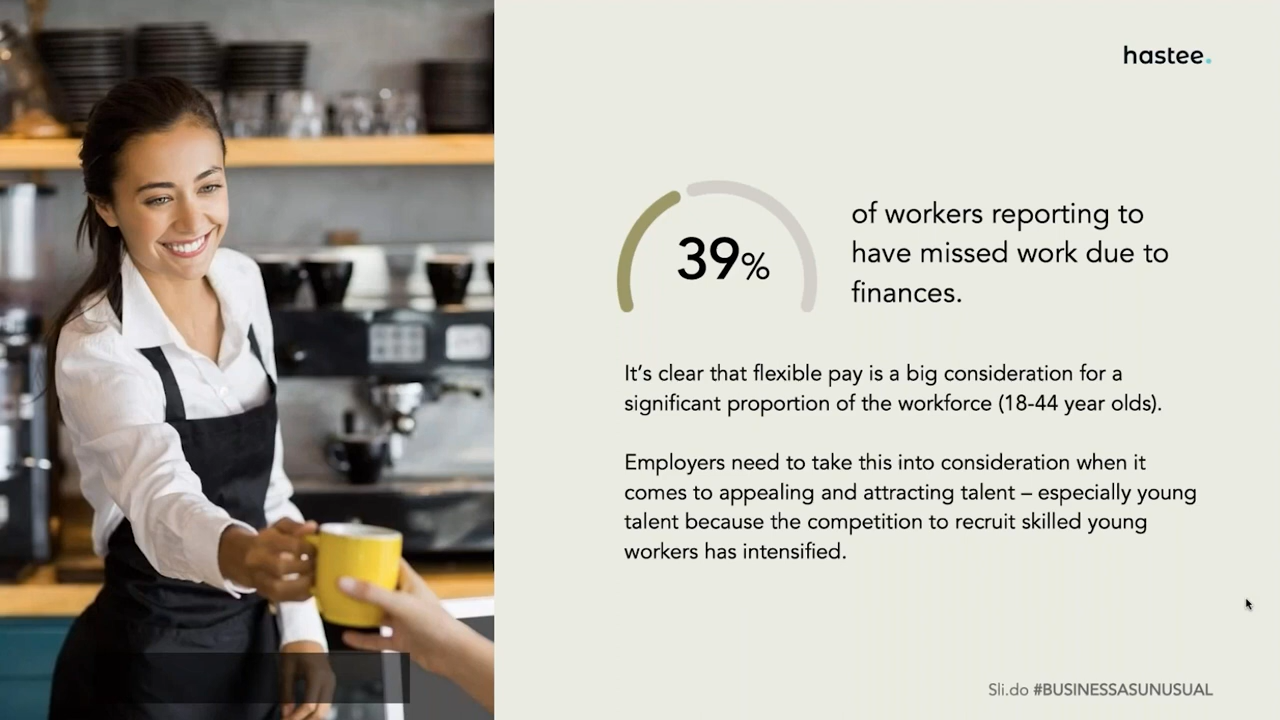 hastee.
39%
of workers reporting to
have missed work due to
finances.
It's clear that flexible pay is a big consideration for a
significant proportion of the workforce (18-44 year olds).
Employers need to take this into consideration when it
comes to appealing and attracting talent – especially young
talent because the competition to recruit skilled young
workers has intensified.
Sli.do #BUSINESSASUNUSUAL